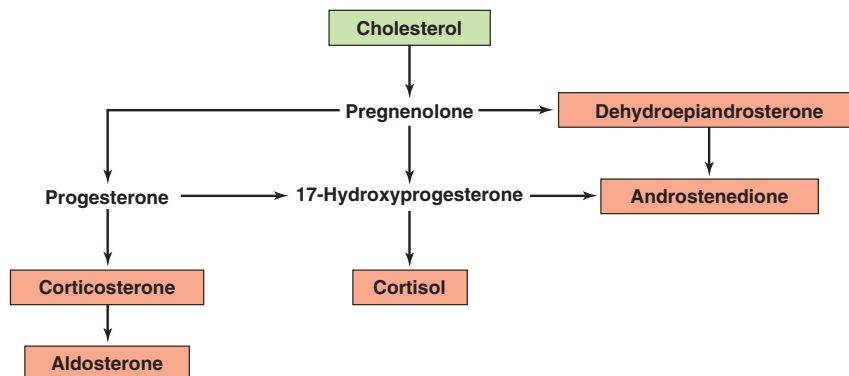 Cholesterol
Pregnenolone
Dehydroepiandrosterone
Progesterone
17-Hydroxyprogesterone
Androstenedione
Corticosterone
Cortisol
Aldosterone